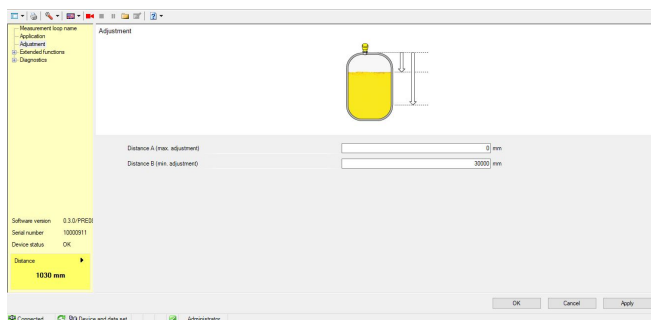 Measurement loop name
Adjustment
Application
Adjustment
Extended functions
Diagnostics
Distance A (max. adjustment) 0 mm
Distance B (min. adjustment) 30000 mm
Software version 0.3.0/PRE0
Serial number 10000911
Device status OK
Distance
1030 mm
OK Cancel Apply
Connected Device and data set Administrator